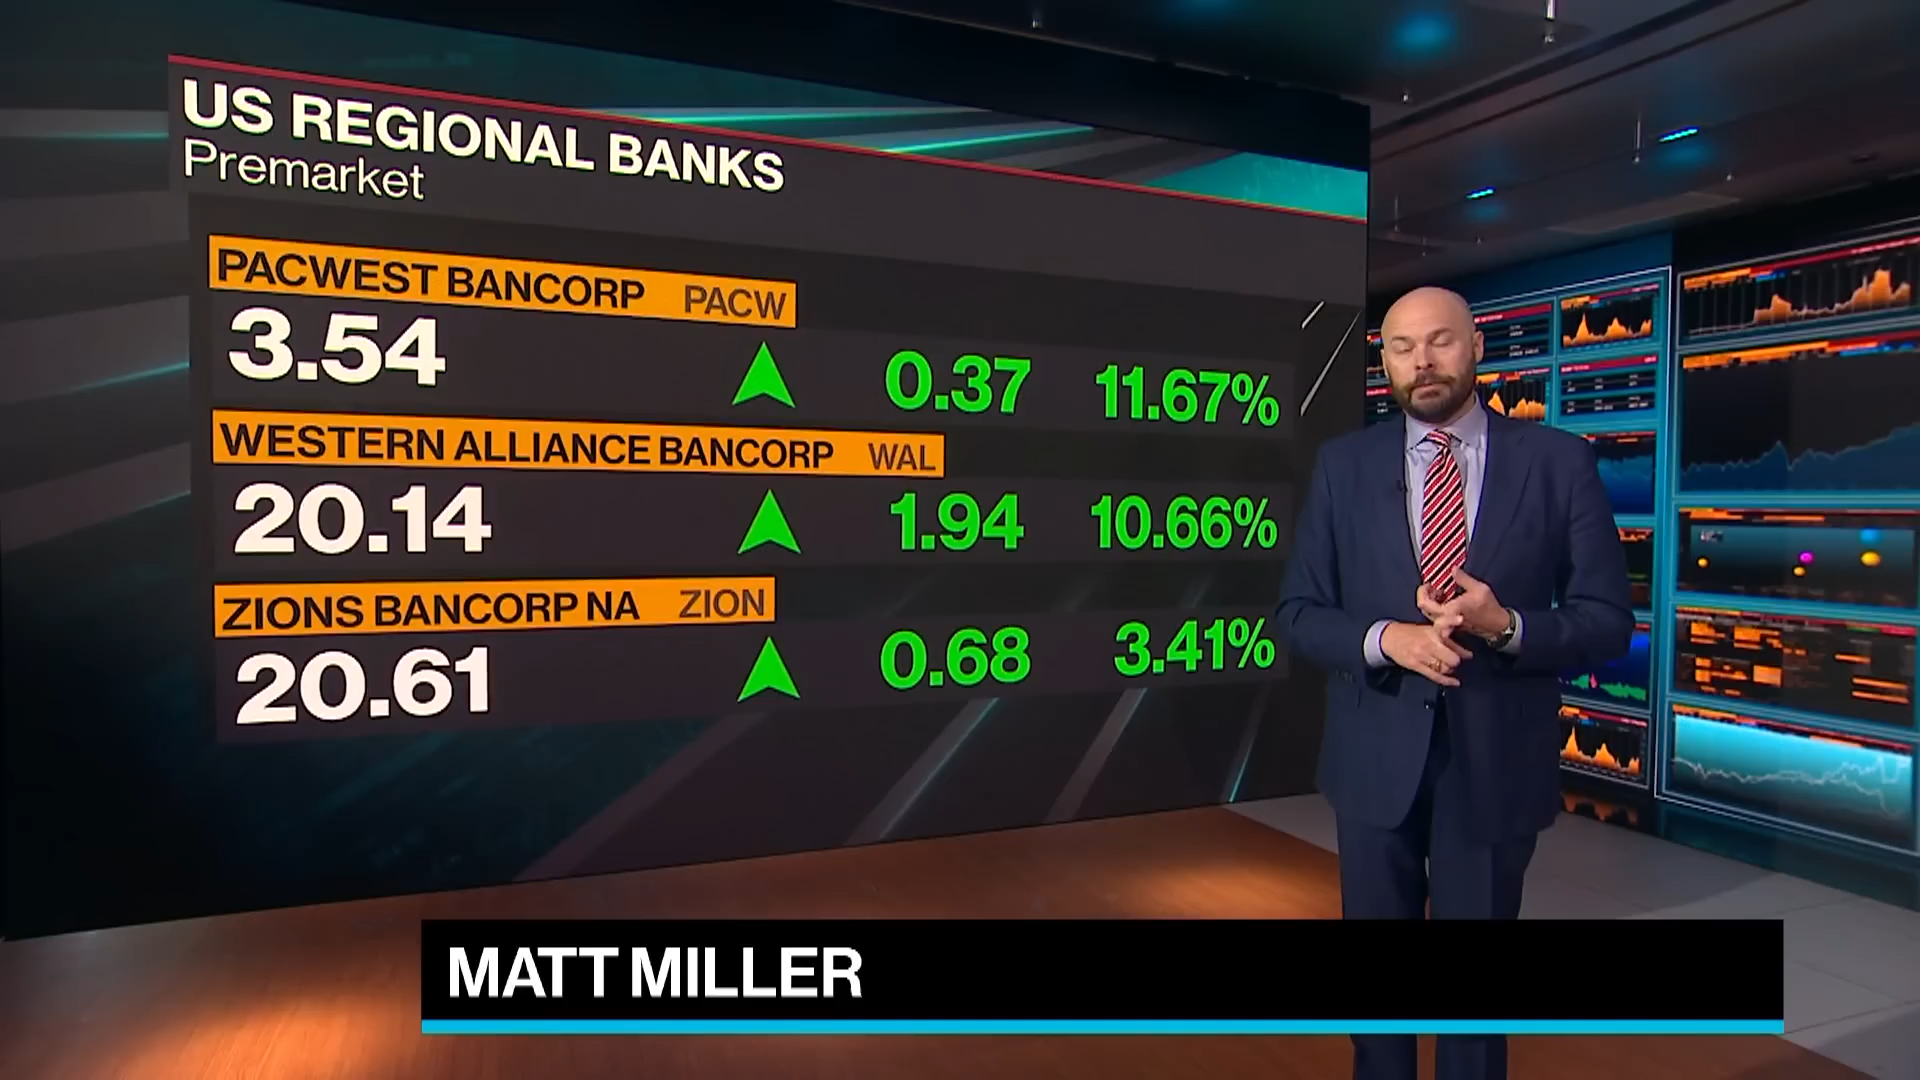 US REGIONAL BANKS
Premarket
PACWEST BANCORP PACW
3.54 0.37 11.67%
WESTERN ALLIANCE BANCORP WAL
20.14 1.94 10.66%
ZIONS BANCORP NA ZION
20.61 0.68 3.41%
MATT MILLER